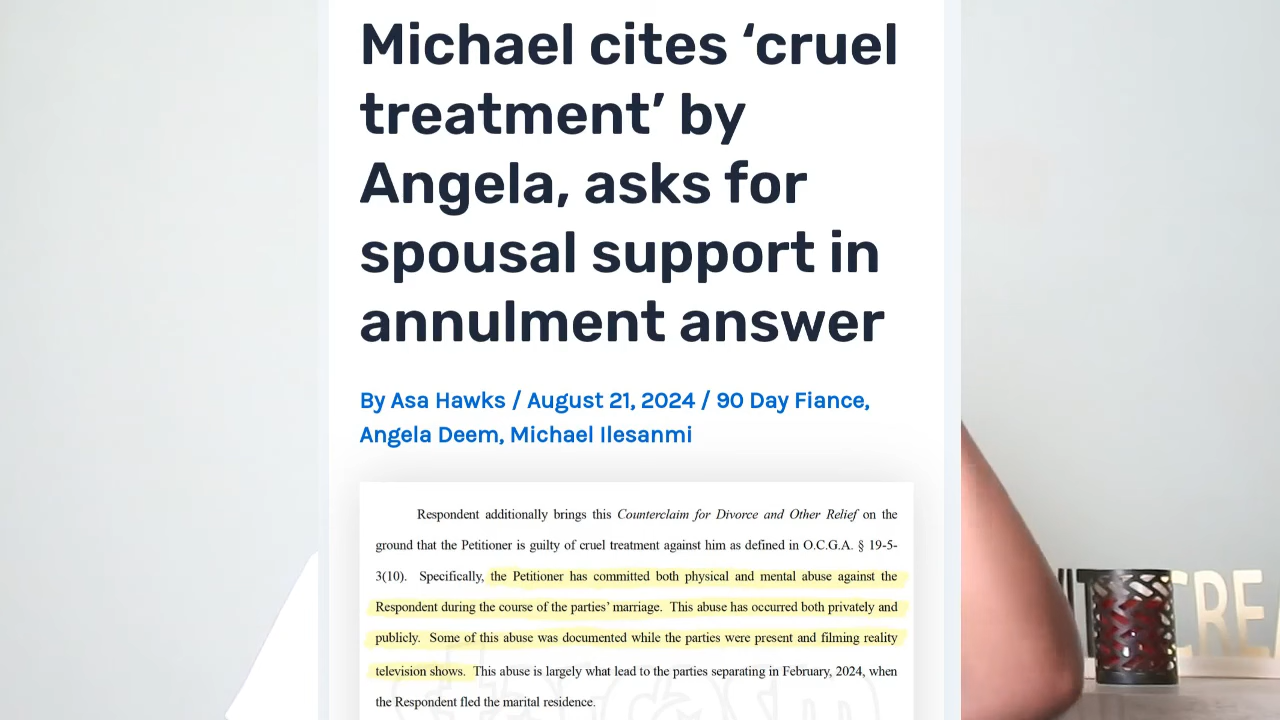 Michael cites ‘cruel
treatment’ by
Angela, asks for
spousal support in
annulment answer
By Asa Hawks / August 21, 2024 / 90 Day Fiance,
Angela Deem, Michael Ilesanmi
Respondent additionally brings this Counterclaim for Divorce and Other Relief on the
ground that the Petitioner is guilty of cruel treatment against him as defined in O.C.G.A. § 19-5-
3(10). Specifically, the Petitioner has committed both physical and mental abuse against the
Respondent during the course of the parties’ marriage. This abuse has occurred both privately and
publicly. Some of this abuse was documented while the parties were present and filming reality
television shows. This abuse is largely what lead to the parties separating in February, 2024, when
the Respondent fled the marital residence.
CRE